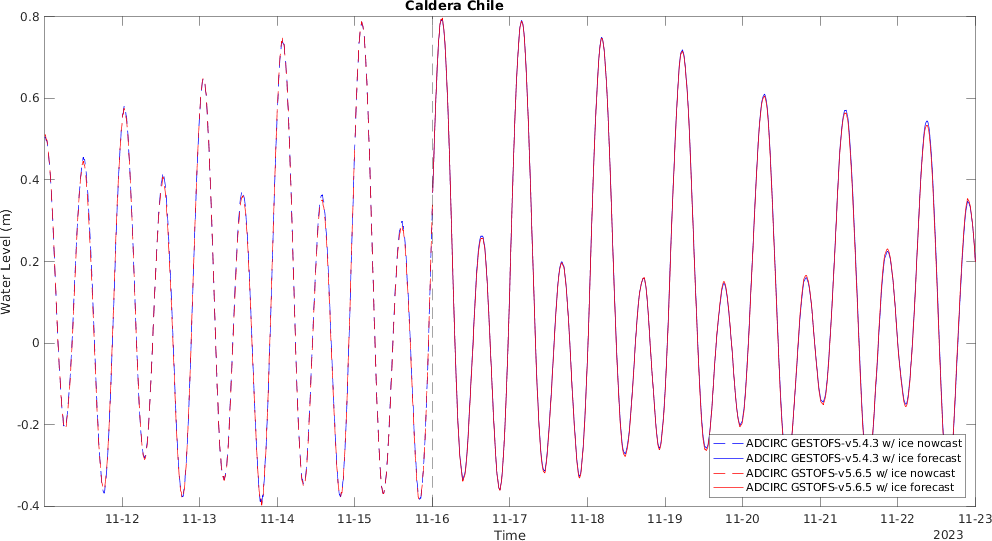 Caldera Chile
0.8
0.6
0.4
0.2
0
-0.2
-0.4
Water Level (m)
11-12
11-13
11-14
11-15
11-16
11-17
11-18
11-19
11-20
11-21
11-22
11-23
Time
2023
ADCIRC GESTOFS-v5.4.3 w/ ice nowcast
ADCIRC GESTOFS-v5.4.3 w/ ice forecast
ADCIRC GSTOFS-v5.6.5 w/ ice nowcast
ADCIRC GSTOFS-v5.6.5 w/ ice forecast